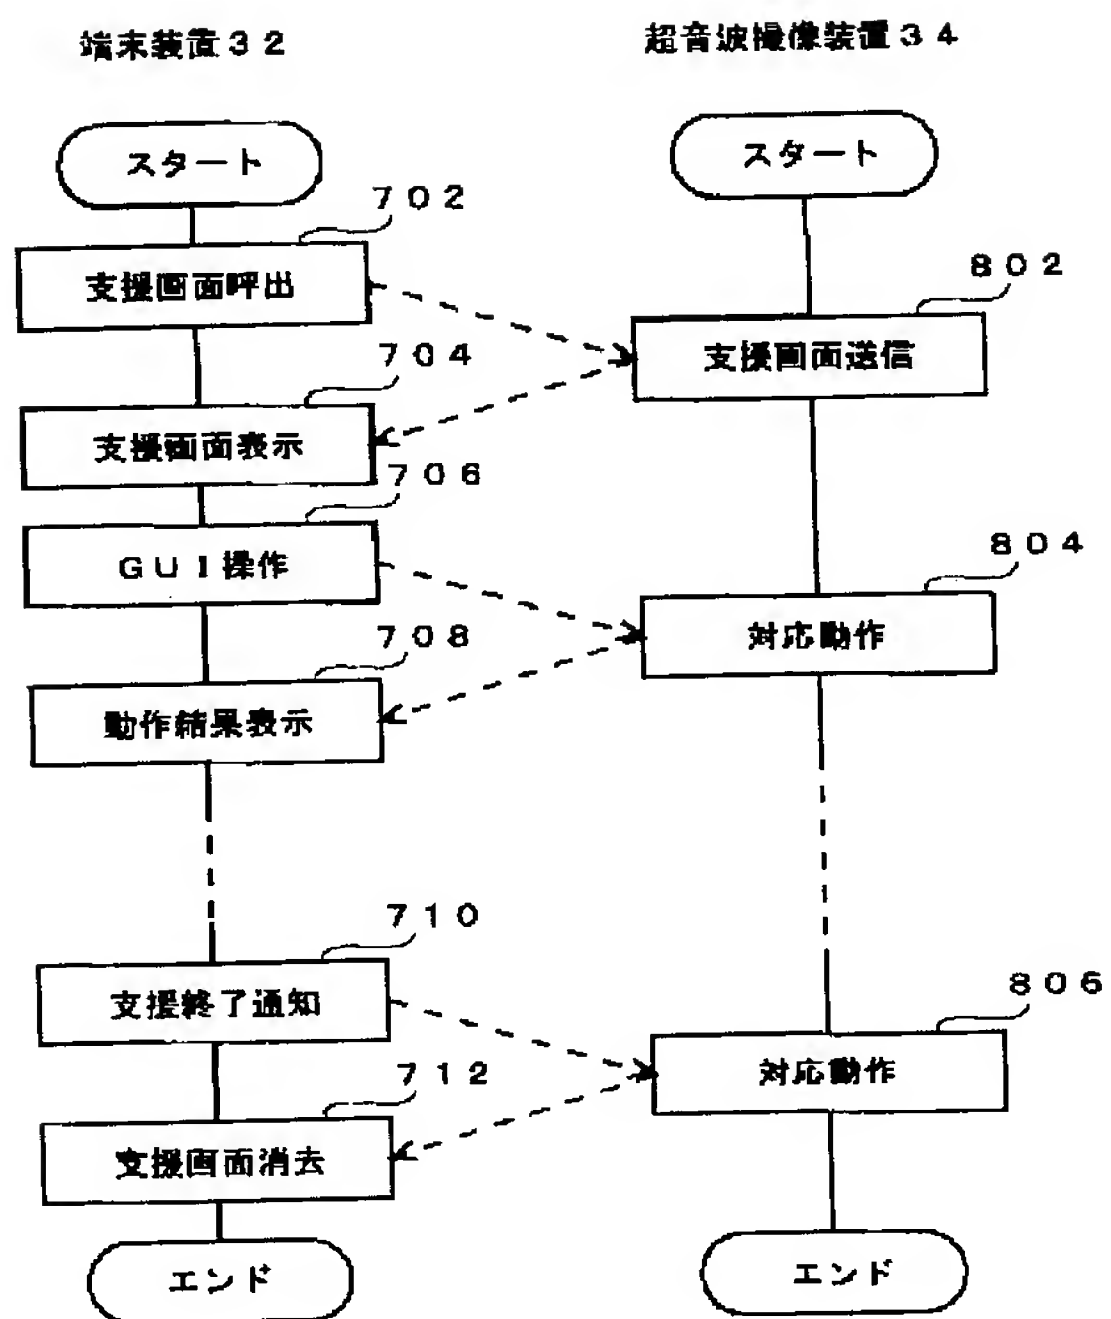 端末装置32
超音波撮像装置34
スタート
スタート
702
支援画面呼出
802
支援画面送信
704
支援画面表示
706
GUI操作
804
対応動作
708
動作結果表示
710
支援終了通知
806
対応動作
712
支援画面消去
エンド
エンド